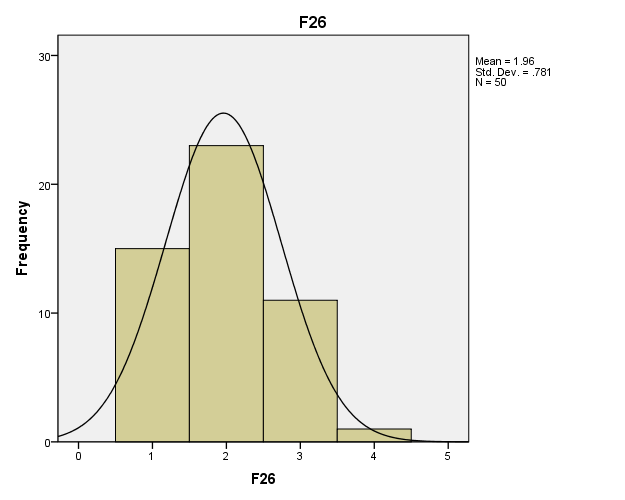 F26
Mean = 1.96
Std. Dev. = .781
N = 50
Frequency
30
20
10
0
0 1 2 3 4 5
F26